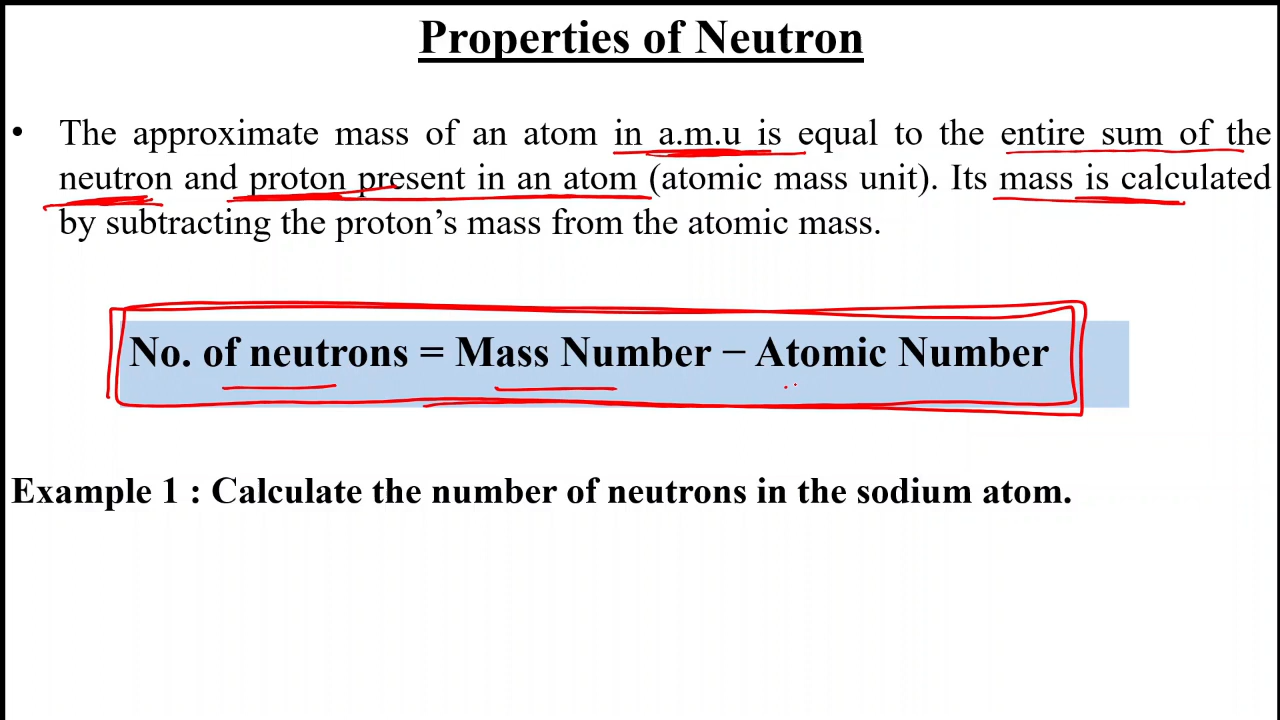 Properties of Neutron
• The approximate mass of an atom in a.m.u is equal to the entire sum of the
neutron and proton present in an atom (atomic mass unit). Its mass is calculated
by subtracting the proton’s mass from the atomic mass.
No. of neutrons = Mass Number − Atomic Number
Example 1 : Calculate the number of neutrons in the sodium atom.